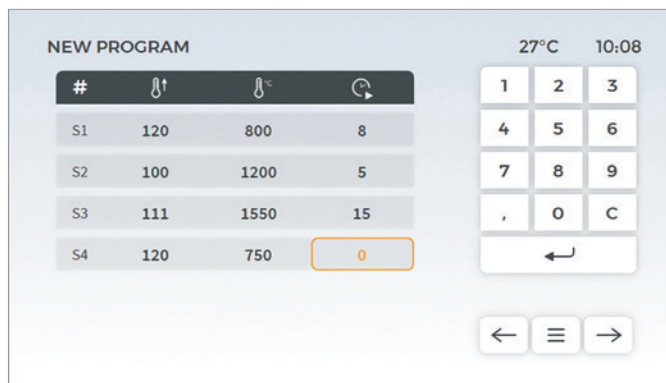 NEW PROGRAM 27°C 10:08
# °C
S1 120 800 8
S2 100 1200 5
S3 111 1550 15
S4 120 750 0
1 2 3
4 5 6
7 8 9
, 0 C